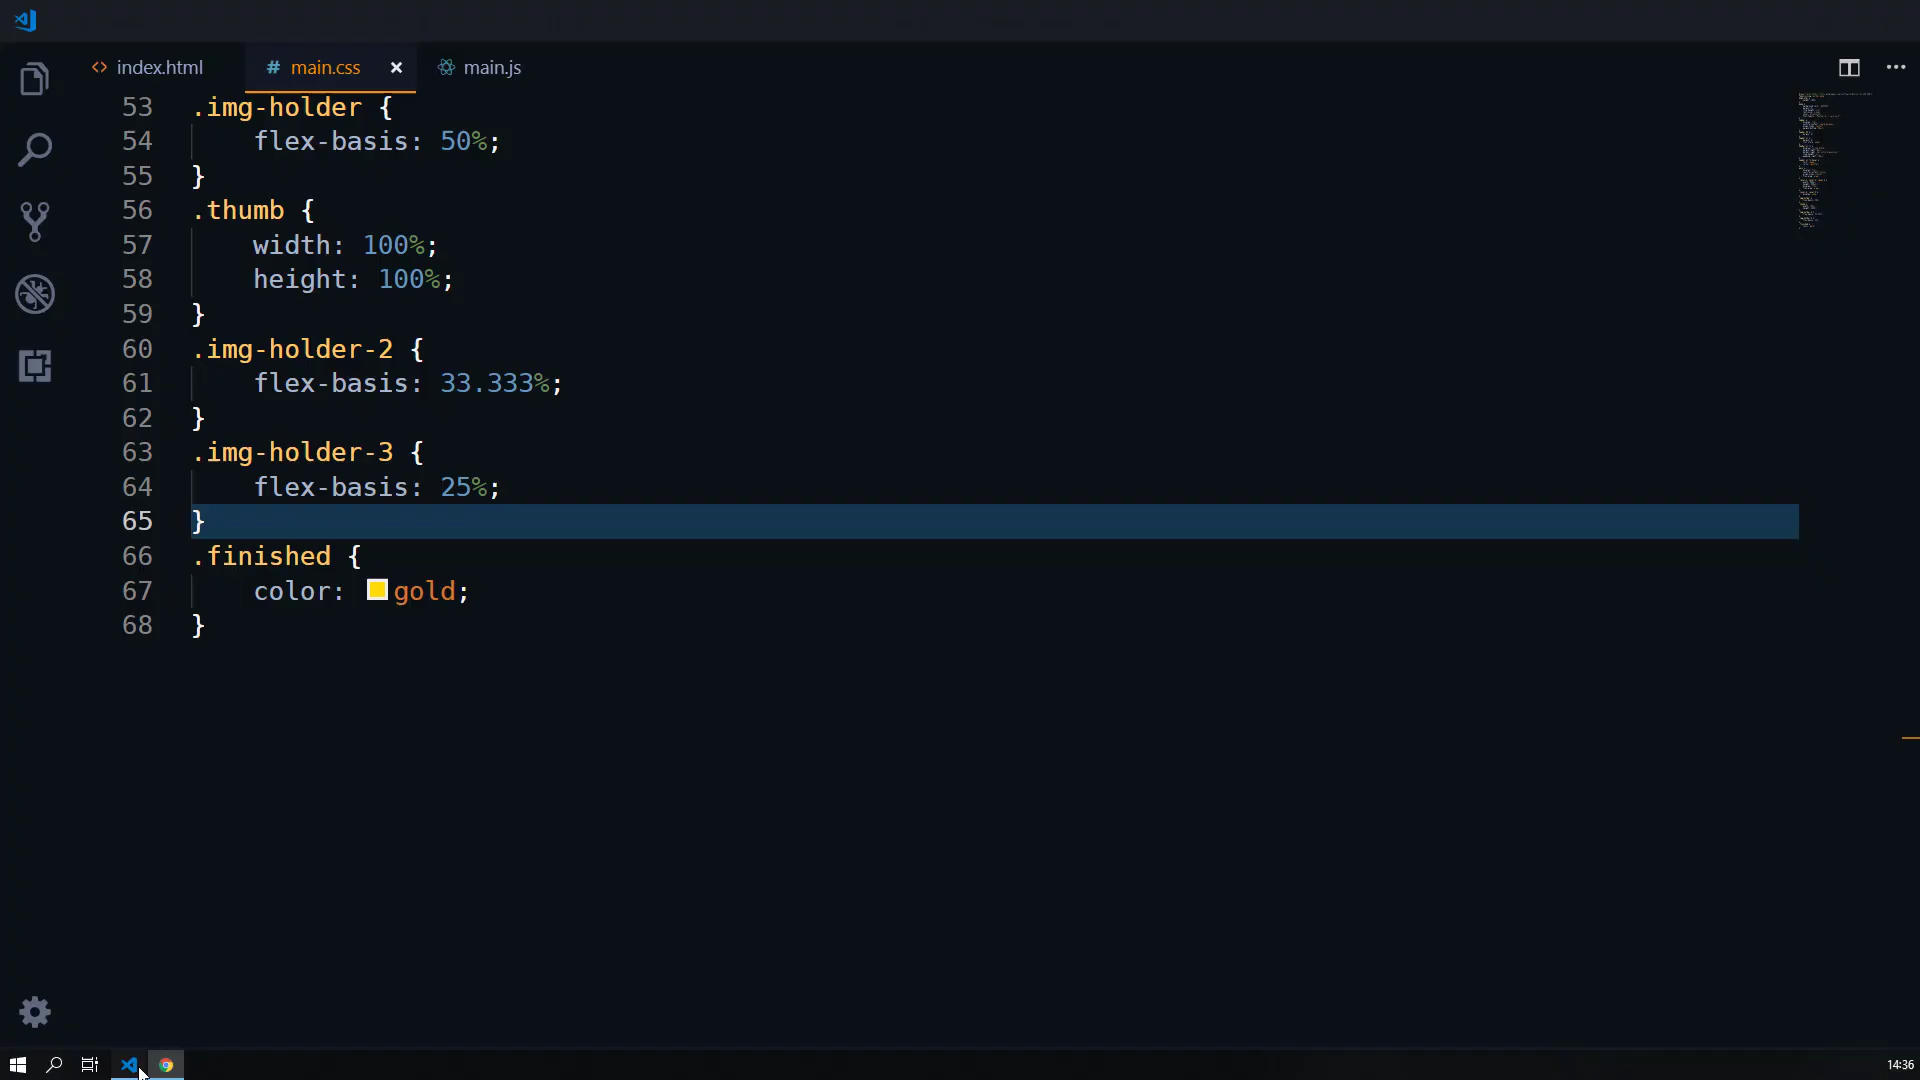 index.html # main.css × main.js
53 .img-holder {
54 flex-basis: 50%;
55 }
56 .thumb {
57 width: 100%;
58 height: 100%;
59 }
60 .img-holder-2 {
61 flex-basis: 33.333%;
62 }
63 .img-holder-3 {
64 flex-basis: 25%;
65 }
66 .finished {
67 color: gold;
68 }
14:36